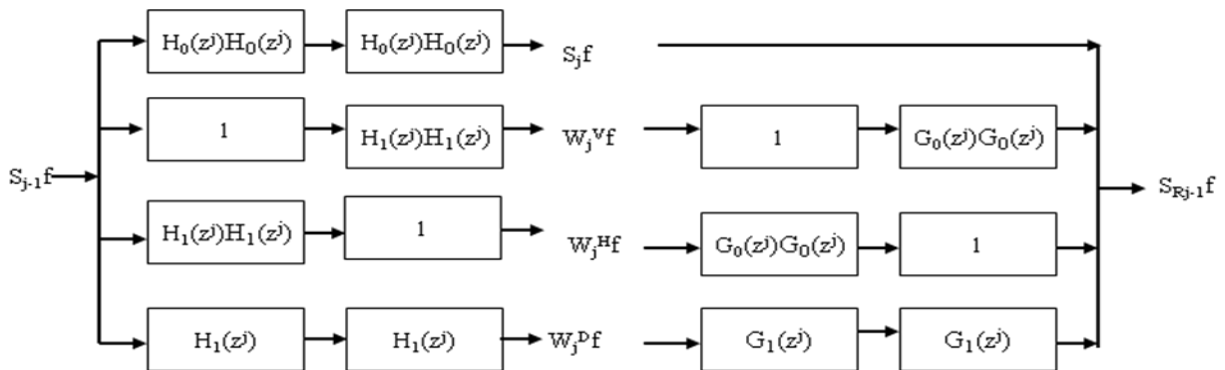 H₀(zʲ)H₀(zʲ) H₀(zʲ)H₀(zʲ) Sⱼf
1 H₁(zʲ)H₁(zʲ) Wⱼⱽf 1 G₀(zʲ)G₀(zʲ)
Sⱼ₋₁f S_Rj-1f
H₁(zʲ)H₁(zʲ) 1 Wⱼᴴf G₀(zʲ)G₀(zʲ) 1
H₁(zʲ) H₁(zʲ) Wⱼᴰf G₁(zʲ) G₁(zʲ)